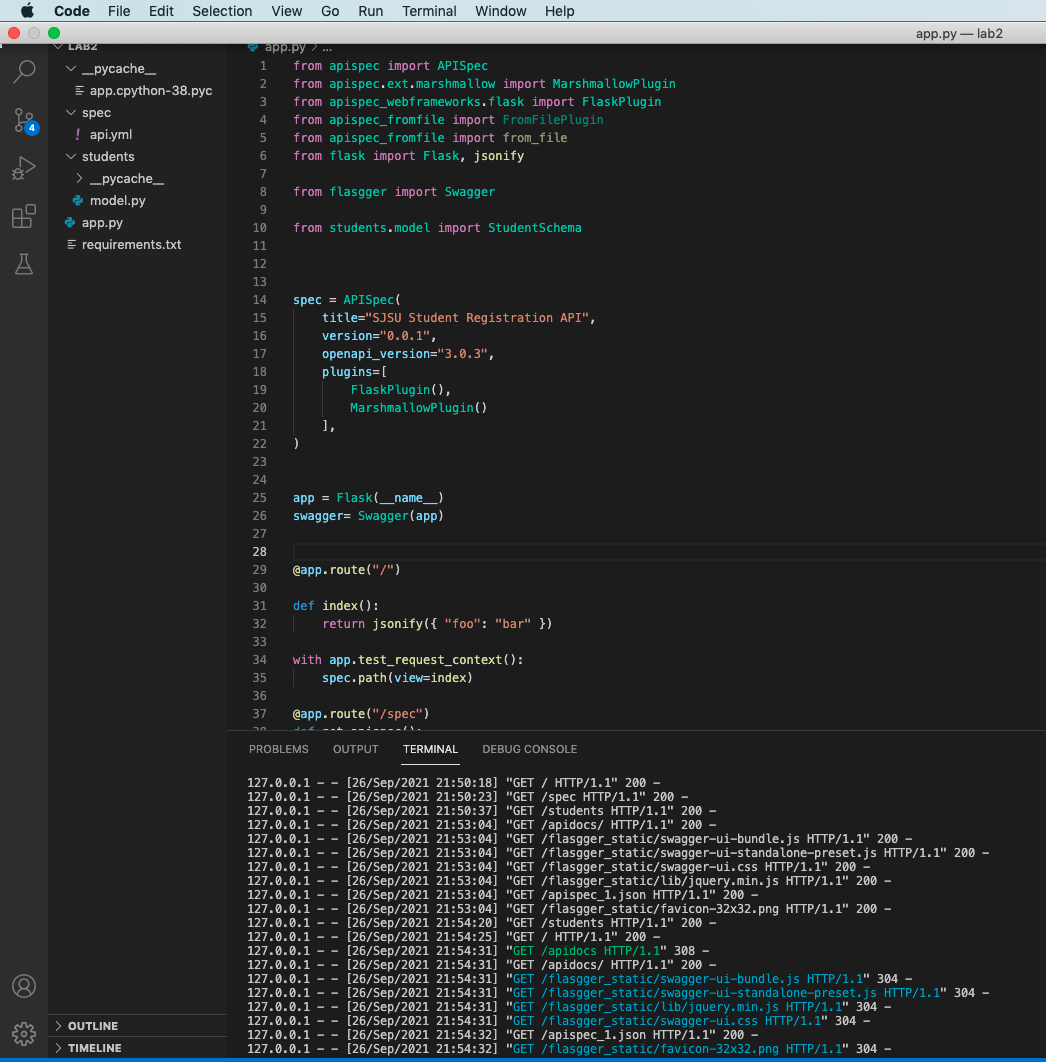 Code File Edit Selection View Go Run Terminal Window Help
app.py — lab2
LAB2
__pycache__
app.cpython-38.pyc
spec
! api.yml
students
__pycache__
model.py
app.py
requirements.txt
4
OUTLINE
TIMELINE
app.py > ...
1 from apispec import APISpec
2 from apispec.ext.marshmallow import MarshmallowPlugin
3 from apispec_webframeworks.flask import FlaskPlugin
4 from apispec_fromfile import FromFilePlugin
5 from apispec_fromfile import from_file
6 from flask import Flask, jsonify
7
8 from flasgger import Swagger
9
10 from students.model import StudentSchema
11
12
13
14 spec = APISpec(
15 title="SJSU Student Registration API",
16 version="0.0.1",
17 openapi_version="3.0.3",
18 plugins=[
19 FlaskPlugin(),
20 MarshmallowPlugin()
21 ],
22 )
23
24
25 app = Flask(__name__)
26 swagger= Swagger(app)
27
28
29 @app.route("/")
30
31 def index():
32 return jsonify({ "foo": "bar" })
33
34 with app.test_request_context():
35 spec.path(view=index)
36
37 @app.route("/spec")
PROBLEMS OUTPUT TERMINAL DEBUG CONSOLE
127.0.0.1 - - [26/Sep/2021 21:50:18] "GET / HTTP/1.1" 200 -
127.0.0.1 - - [26/Sep/2021 21:50:23] "GET /spec HTTP/1.1" 200 -
127.0.0.1 - - [26/Sep/2021 21:50:37] "GET /students HTTP/1.1" 200 -
127.0.0.1 - - [26/Sep/2021 21:53:04] "GET /apidocs/ HTTP/1.1" 200 -
127.0.0.1 - - [26/Sep/2021 21:53:04] "GET /flasgger_static/swagger-ui-bundle.js HTTP/1.1" 200 -
127.0.0.1 - - [26/Sep/2021 21:53:04] "GET /flasgger_static/swagger-ui-standalone-preset.js HTTP/1.1" 200 -
127.0.0.1 - - [26/Sep/2021 21:53:04] "GET /flasgger_static/swagger-ui.css HTTP/1.1" 200 -
127.0.0.1 - - [26/Sep/2021 21:53:04] "GET /flasgger_static/lib/jquery.min.js HTTP/1.1" 200 -
127.0.0.1 - - [26/Sep/2021 21:53:04] "GET /apispec_1.json HTTP/1.1" 200 -
127.0.0.1 - - [26/Sep/2021 21:53:04] "GET /flasgger_static/favicon-32x32.png HTTP/1.1" 200 -
127.0.0.1 - - [26/Sep/2021 21:54:20] "GET /students HTTP/1.1" 200 -
127.0.0.1 - - [26/Sep/2021 21:54:25] "GET / HTTP/1.1" 200 -
127.0.0.1 - - [26/Sep/2021 21:54:31] "GET /apidocs HTTP/1.1" 308 -
127.0.0.1 - - [26/Sep/2021 21:54:31] "GET /apidocs/ HTTP/1.1" 200 -
127.0.0.1 - - [26/Sep/2021 21:54:31] "GET /flasgger_static/swagger-ui-bundle.js HTTP/1.1" 304 -
127.0.0.1 - - [26/Sep/2021 21:54:31] "GET /flasgger_static/swagger-ui-standalone-preset.js HTTP/1.1" 304 -
127.0.0.1 - - [26/Sep/2021 21:54:31] "GET /flasgger_static/lib/jquery.min.js HTTP/1.1" 304 -
127.0.0.1 - - [26/Sep/2021 21:54:31] "GET /flasgger_static/swagger-ui.css HTTP/1.1" 304 -
127.0.0.1 - - [26/Sep/2021 21:54:32] "GET /apispec_1.json HTTP/1.1" 200 -
127.0.0.1 - - [26/Sep/2021 21:54:32] "GET /flasgger_static/favicon-32x32.png HTTP/1.1" 304 -